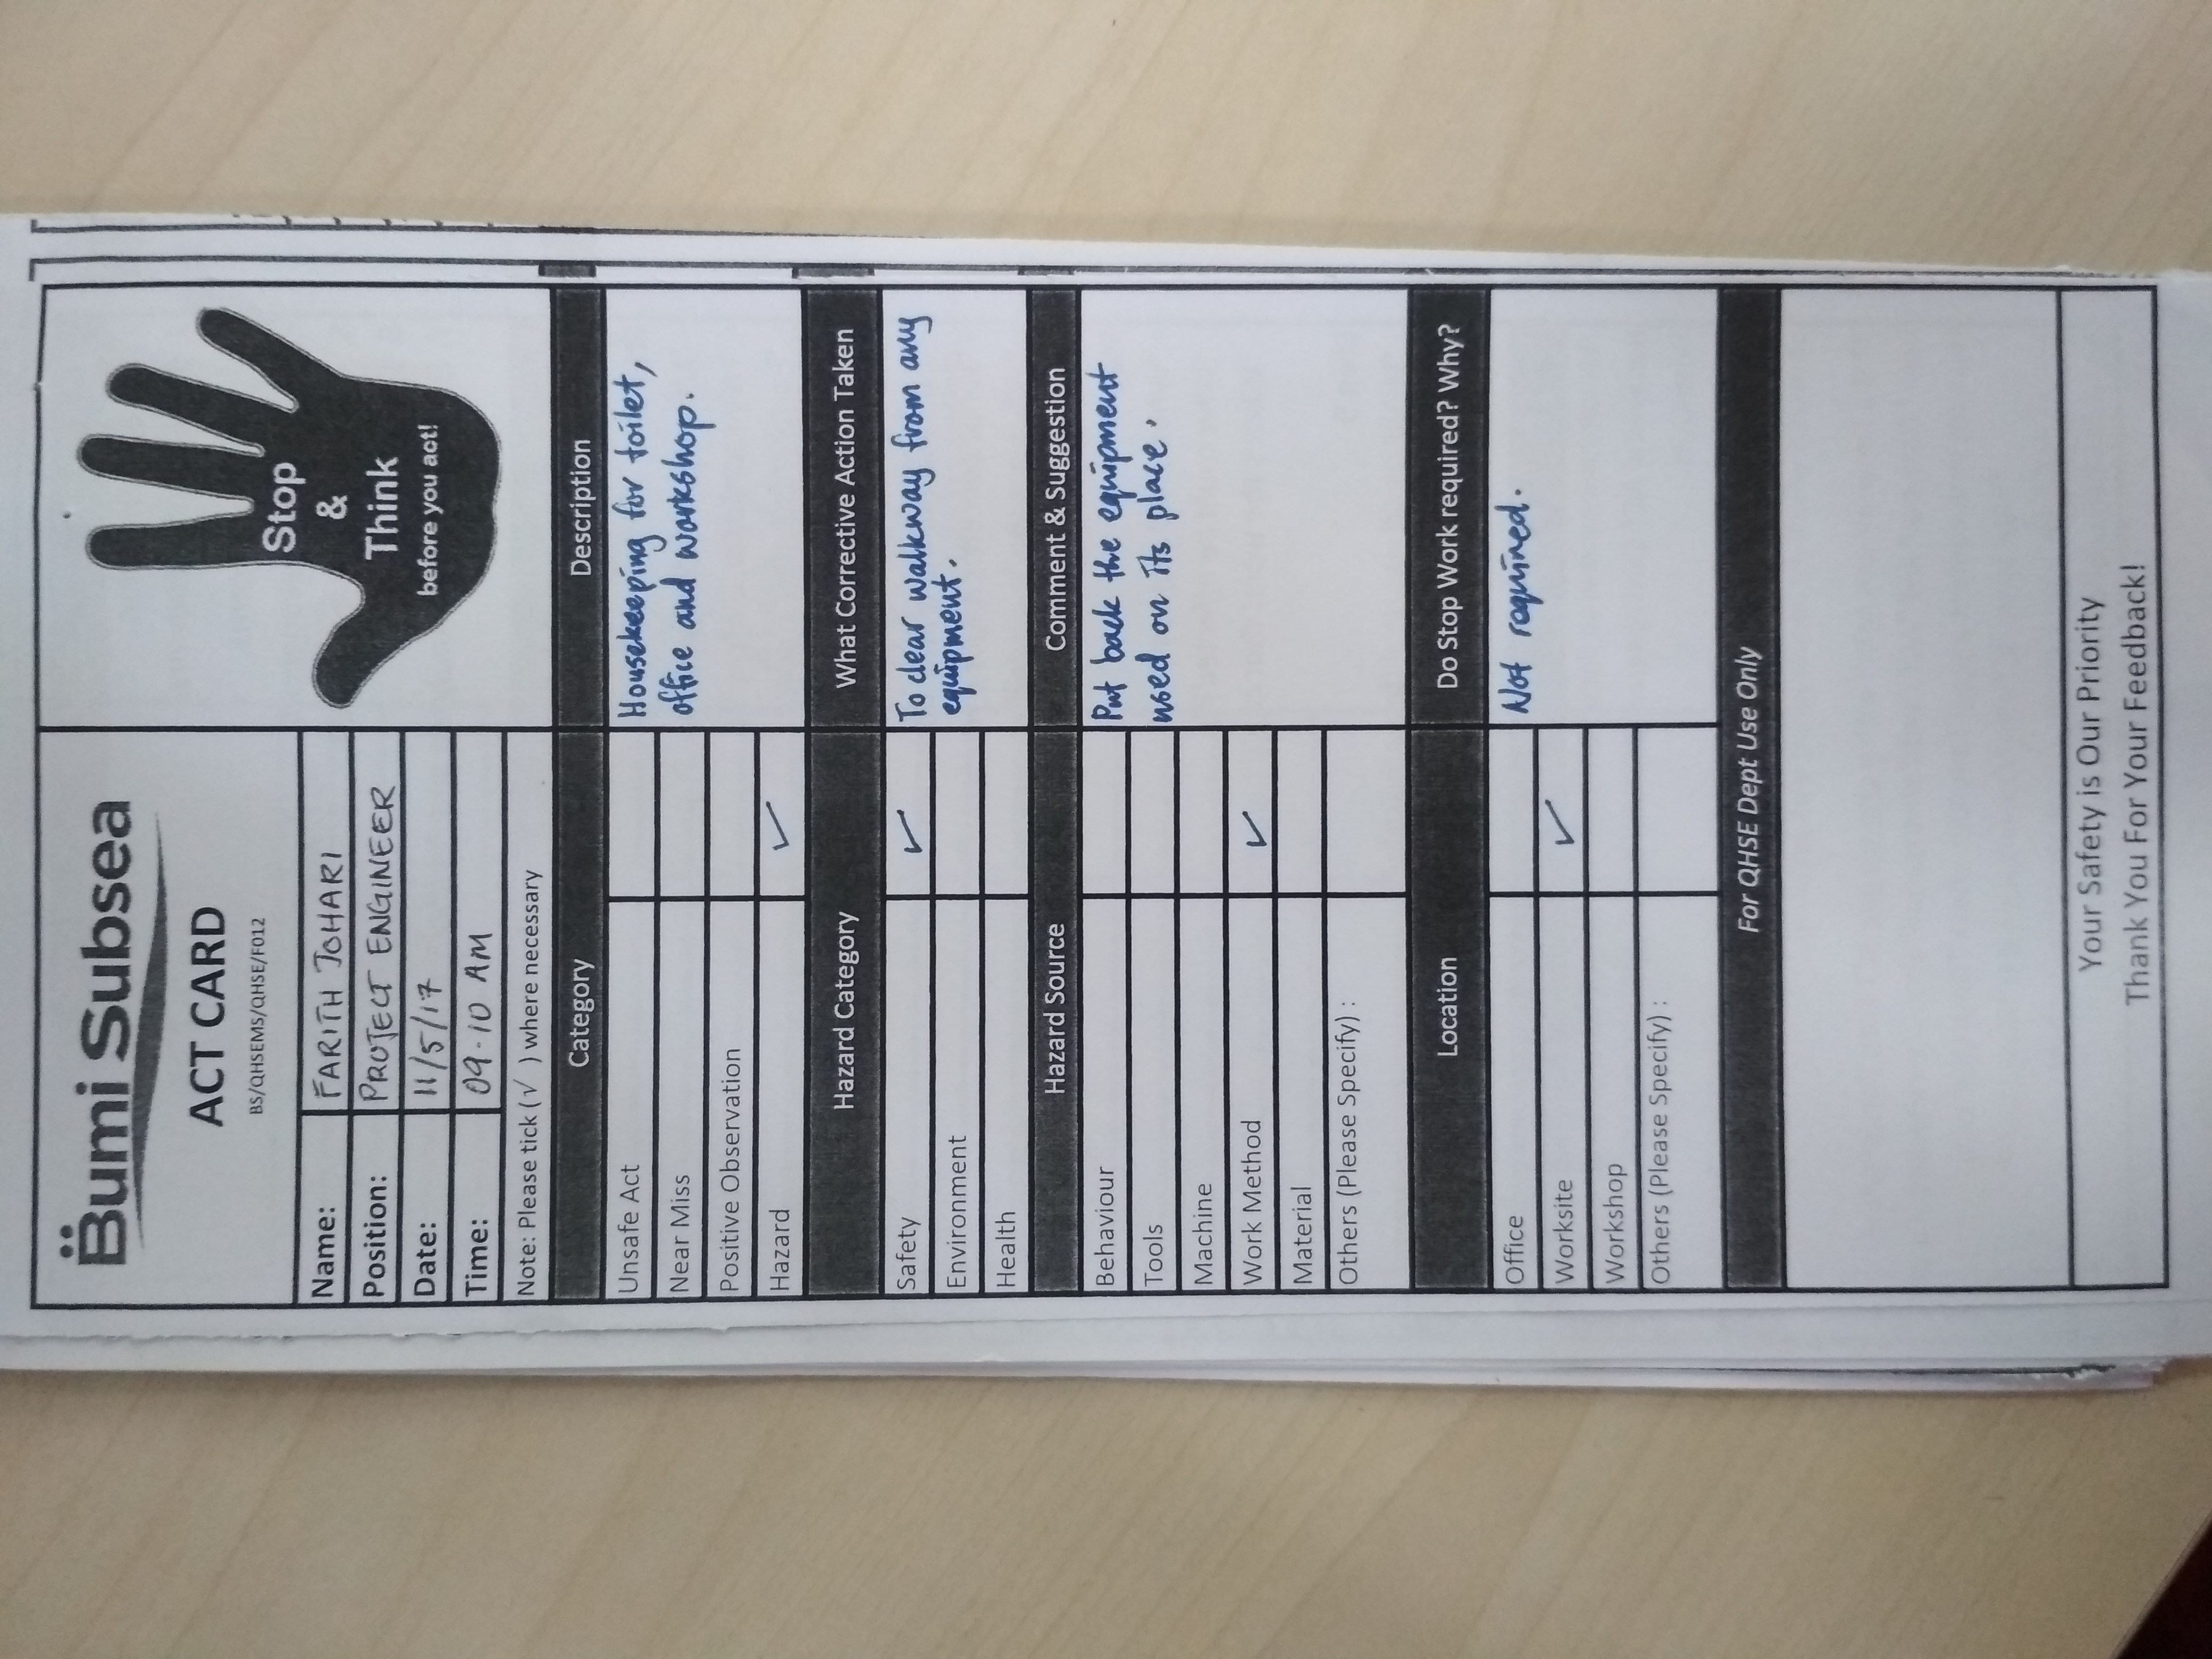 Bumi Subsea
ACT CARD
BS/QHSEMS/QHSE/F012
Stop
&
Think
before you act!
Name: FARITH JOHARI
Position: PROJECT ENGINEER
Date: 11/5/17
Time: 09.10 AM
Note: Please tick (√ ) where necessary
Category Description
Unsafe Act Housekeeping for toilet,
Near Miss office and workshop.
Positive Observation
Hazard ✓
Hazard Category What Corrective Action Taken
Safety ✓ To clear walkway from any
Environment equipment.
Health
Hazard Source Comment & Suggestion
Behaviour Put back the equipment
Tools used on its place.
Machine
Work Method ✓
Material
Others (Please Specify) :
Location Do Stop Work required? Why?
Office Not required.
Worksite ✓
Workshop
Others (Please Specify) :
For QHSE Dept Use Only
Your Safety is Our Priority
Thank You For Your Feedback!